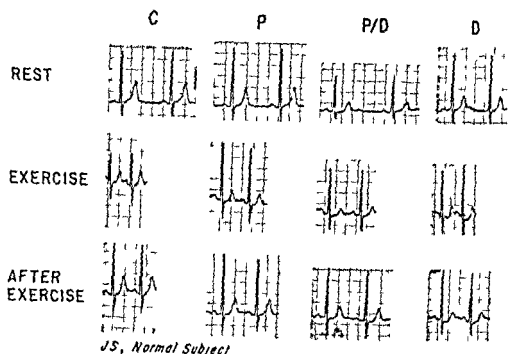 C P P/D D
REST
EXERCISE
AFTER
EXERCISE
JS, Normal Subject